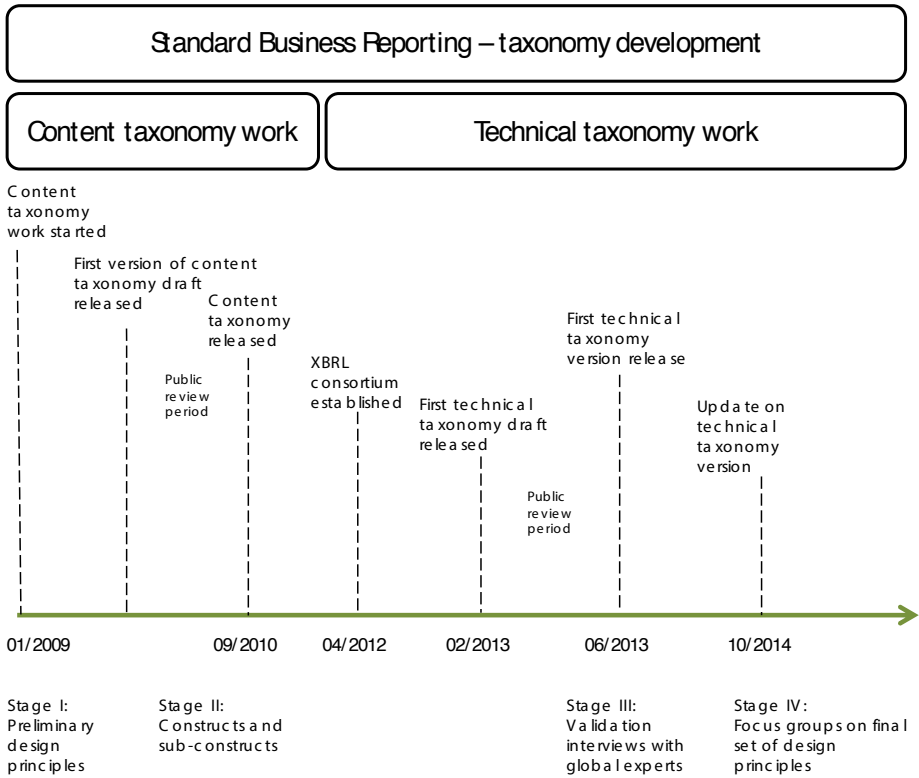 Standard Business Reporting – taxonomy development
Content taxonomy work
Technical taxonomy work
Content
taxonomy
work started
First version of content
taxonomy draft
released
Content
taxonomy
released
Public
review
period
XBRL
consortium
established
First technical
taxonomy draft
released
Public
review
period
First technical
taxonomy
version release
Update on
technical
taxonomy
version
01/2009
09/2010
04/2012
02/2013
06/2013
10/2014
Stage I:
Preliminary
design
principles
Stage II:
Constructs and
sub-constructs
Stage III:
Validation
interviews with
global experts
Stage IV:
Focus groups on final
set of design
principles